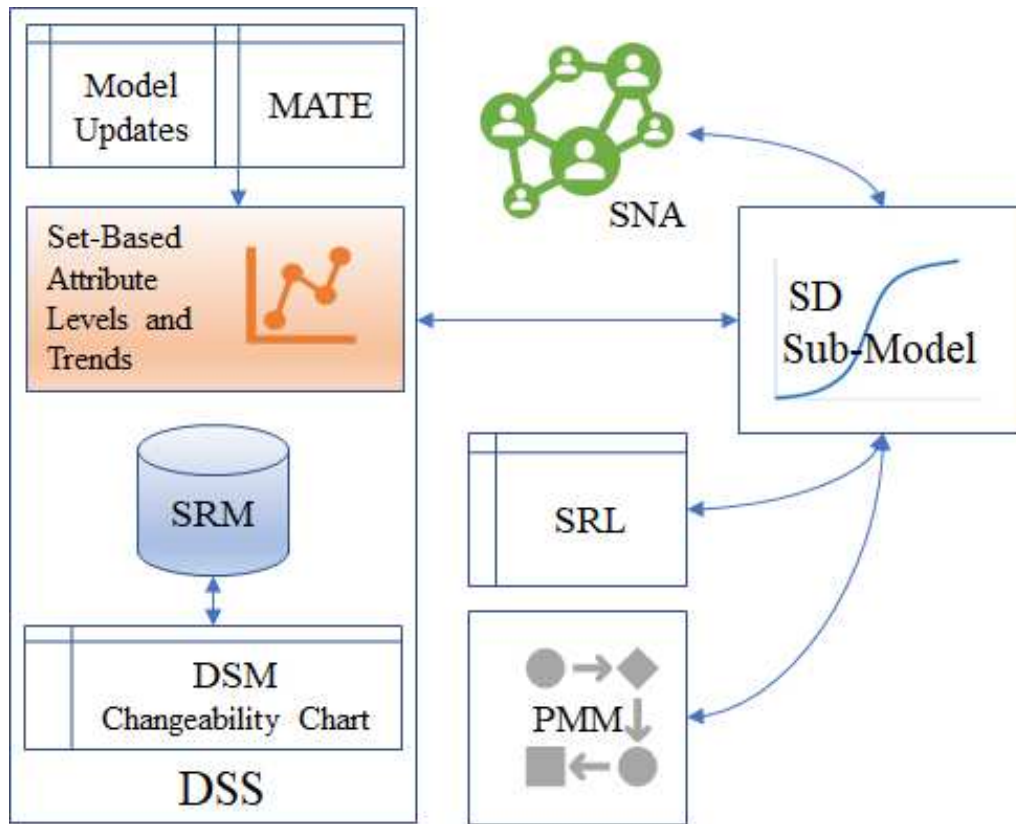 Model
Updates
MATE
Set-Based
Attribute
Levels and
Trends
SRM
DSM
Changeability Chart
DSS
SNA
SD
Sub-Model
SRL
PMM